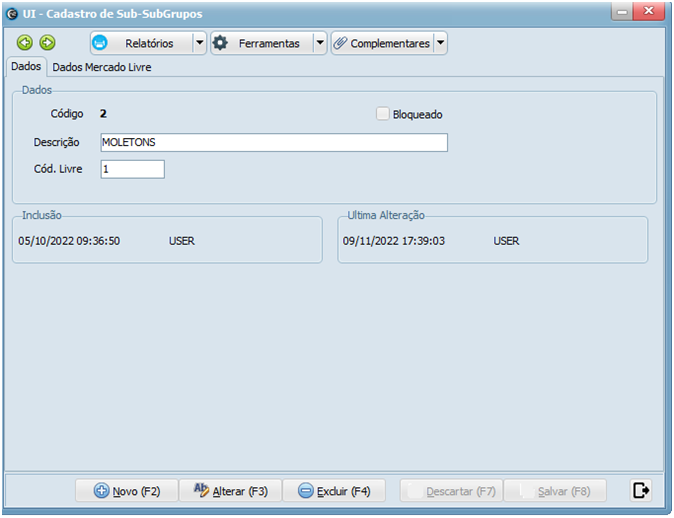 UI - Cadastro de Sub-SubGrupos
Relatórios Ferramentas Complementares
Dados Dados Mercado Livre
Dados
Código 2 Bloqueado
Descrição MOLETONS
Cód. Livre 1
Inclusão Ultima Alteração
05/10/2022 09:36:50 USER 09/11/2022 17:39:03 USER
Novo (F2) Alterar (F3) Excluir (F4) Descartar (F7) Salvar (F8)